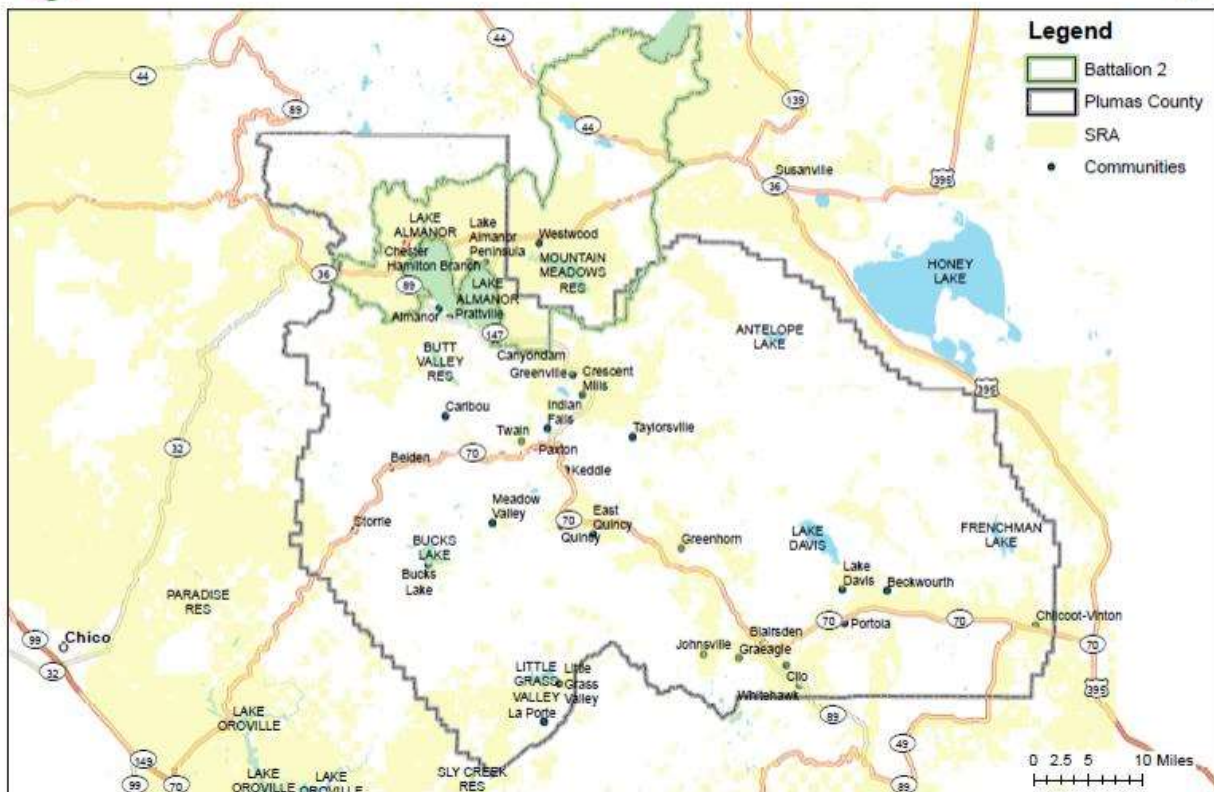 Legend
Battalion 2
Plumas County
SRA
Communities
44
44
89
139
44
Susanville
36
395
LAKE
ALMANOR
Lake
Almanor
Peninsula
Westwood
Chester
Hamilton Branch
MOUNTAIN
MEADOWS
RES
HONEY
LAKE
36
89
LAKE
ALMANOR
Almanor
Prattville
147
ANTELOPE
LAKE
BUTT
VALLEY
RES
Canyondam
Greenville
Crescent
Mills
395
Caribou
Indian
Falls
Twain
Taylorsville
32
Belden
70
Paxton
Keddie
Meadow
Valley
East
Quincy
70
Quincy
Storrie
Greenhorn
LAKE
DAVIS
FRENCHMAN
LAKE
BUCKS
LAKE
Bucks
Lake
Lake
Davis
Beckwourth
PARADISE
RES
99
Chico
32
70
Portola
70
Chilcoot-Vinton
70
Blairsden
Johnsville
Graeagle
Clio
Whitehawk
395
LITTLE
GRASS
VALLEY
Little
Grass
Valley
La Porte
LAKE
OROVILLE
89
49
149
99
70
LAKE
OROVILLE
LAKE
SLY CREEK
RES
89
0 2.5 5 10 Miles